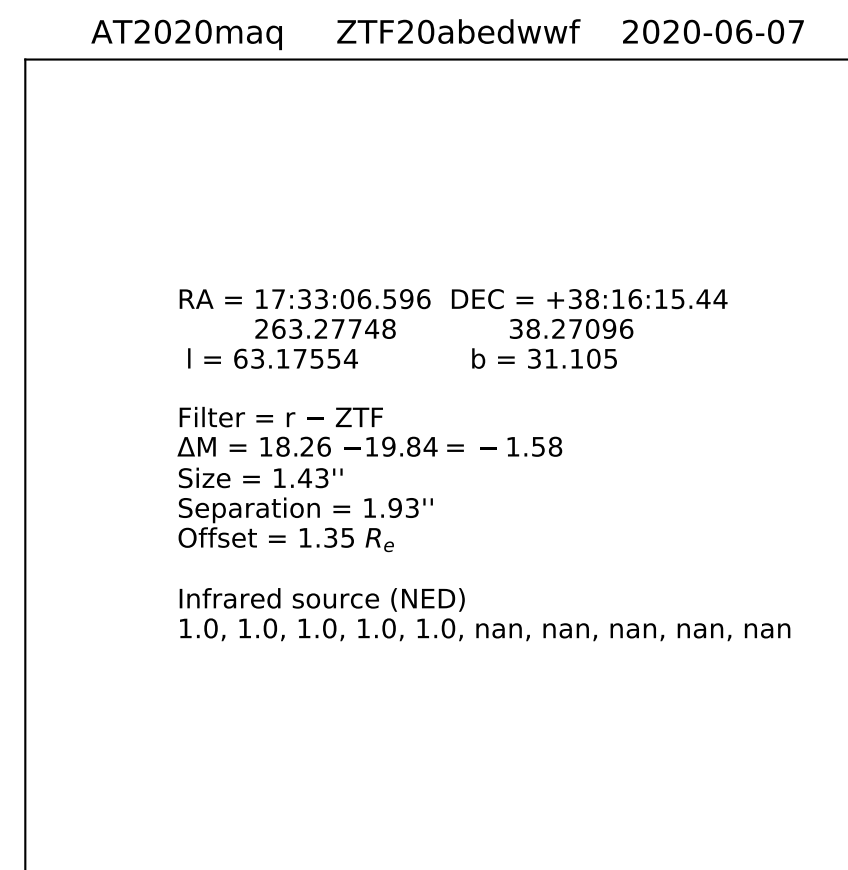 AT2020maq ZTF20abedwwf 2020-06-07
RA = 17:33:06.596 DEC = +38:16:15.44
263.27748 38.27096
l = 63.17554 b = 31.105
Filter = r − ZTF
ΔM = 18.26 −19.84 = − 1.58
Size = 1.43''
Separation = 1.93''
Offset = 1.35 Re
Infrared source (NED)
1.0, 1.0, 1.0, 1.0, 1.0, nan, nan, nan, nan, nan